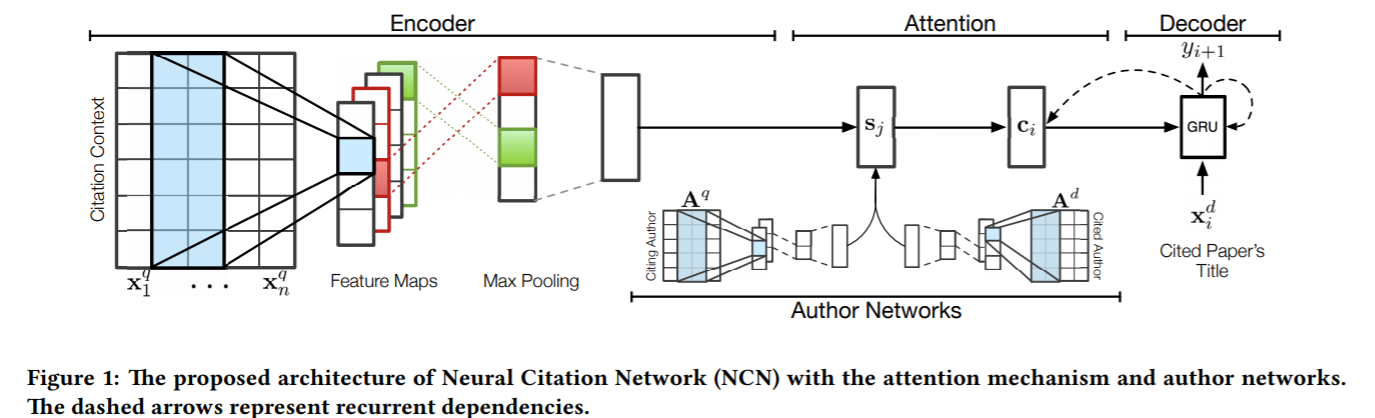 Encoder
Attention
Decoder
Citation Context
x_1^q
. . .
x_n^q
Feature Maps
Max Pooling
s_j
c_i
y_{i+1}
GRU
x_i^d
Cited Paper's
Title
Citing Author
A^q
A^d
Cited Author
Author Networks
Figure 1: The proposed architecture of Neural Citation Network (NCN) with the attention mechanism and author networks.
The dashed arrows represent recurrent dependencies.